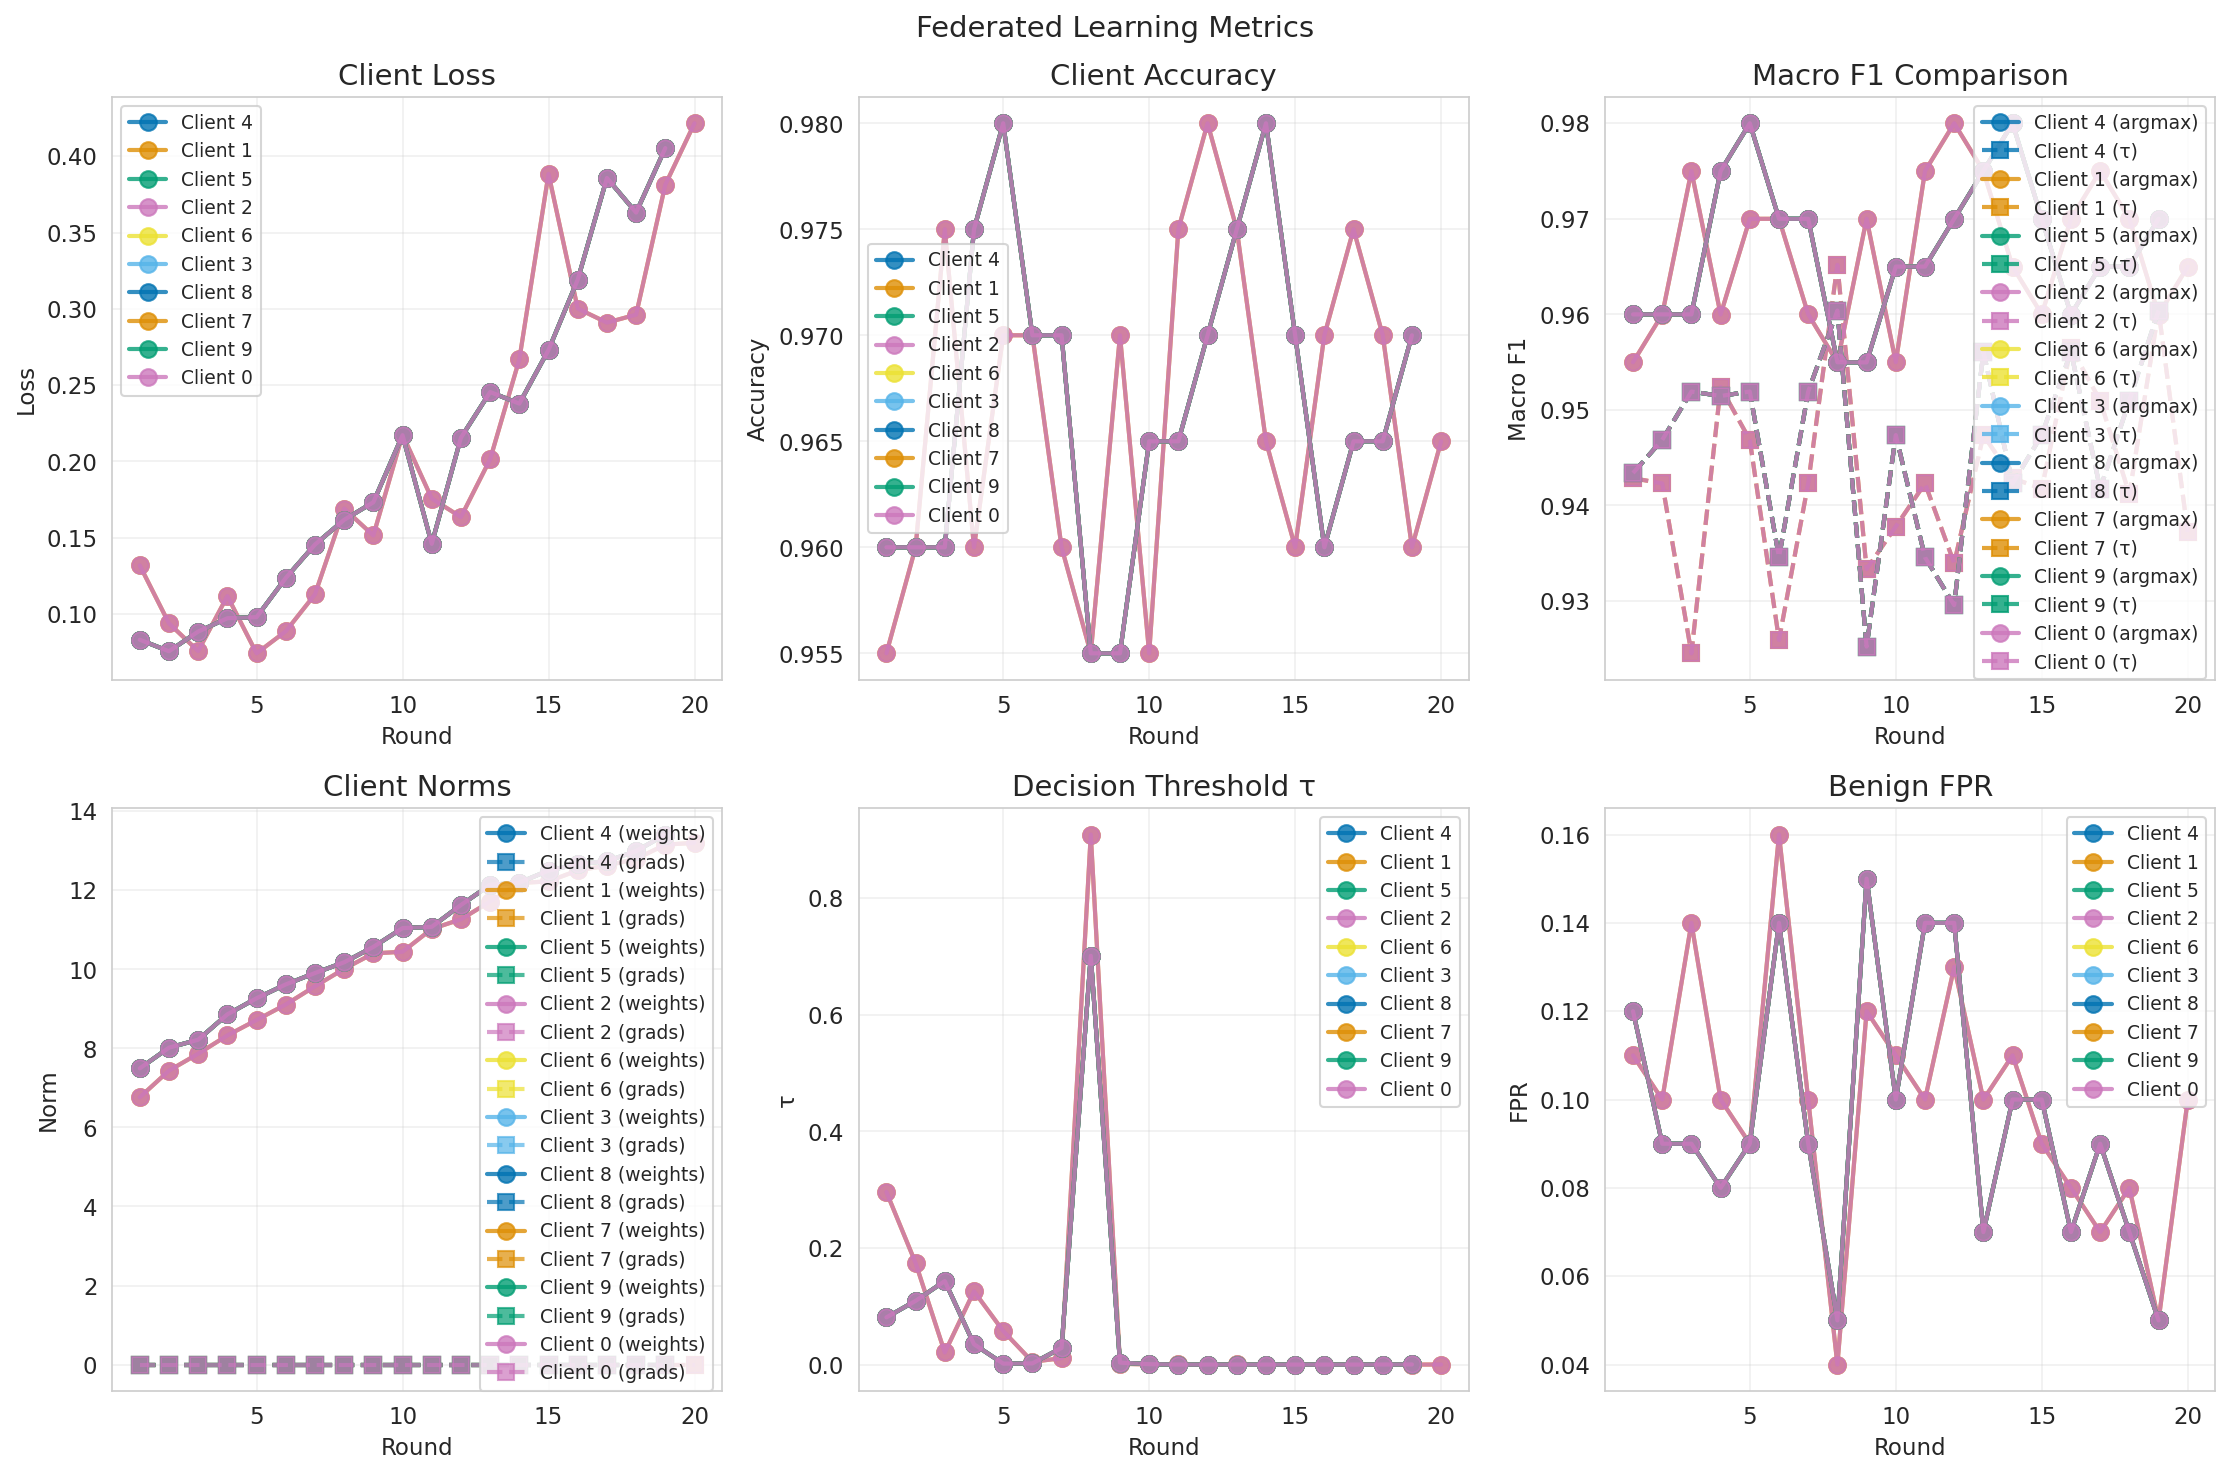 Federated Learning Metrics
Client Loss
Loss
0.40
0.35
0.30
0.25
0.20
0.15
0.10
5
10
15
20
Round
Client 4
Client 1
Client 5
Client 2
Client 6
Client 3
Client 8
Client 7
Client 9
Client 0
Client Accuracy
Accuracy
0.980
0.975
0.970
0.965
0.960
0.955
5
10
15
20
Round
Client 4
Client 1
Client 5
Client 2
Client 6
Client 3
Client 8
Client 7
Client 9
Client 0
Macro F1 Comparison
Macro F1
0.98
0.97
0.96
0.95
0.94
0.93
5
10
15
20
Round
Client 4 (argmax)
Client 4 (τ)
Client 1 (argmax)
Client 1 (τ)
Client 5 (argmax)
Client 5 (τ)
Client 2 (argmax)
Client 2 (τ)
Client 6 (argmax)
Client 6 (τ)
Client 3 (argmax)
Client 3 (τ)
Client 8 (argmax)
Client 8 (τ)
Client 7 (argmax)
Client 7 (τ)
Client 9 (argmax)
Client 9 (τ)
Client 0 (argmax)
Client 0 (τ)
Client Norms
Norm
14
12
10
8
6
4
2
0
5
10
15
20
Round
Client 4 (weights)
Client 4 (grads)
Client 1 (weights)
Client 1 (grads)
Client 5 (weights)
Client 5 (grads)
Client 2 (weights)
Client 2 (grads)
Client 6 (weights)
Client 6 (grads)
Client 3 (weights)
Client 3 (grads)
Client 8 (weights)
Client 8 (grads)
Client 7 (weights)
Client 7 (grads)
Client 9 (weights)
Client 9 (grads)
Client 0 (weights)
Client 0 (grads)
Decision Threshold τ
τ
0.8
0.6
0.4
0.2
0.0
5
10
15
20
Round
Client 4
Client 1
Client 5
Client 2
Client 6
Client 3
Client 8
Client 7
Client 9
Client 0
Benign FPR
FPR
0.16
0.14
0.12
0.10
0.08
0.06
0.04
5
10
15
20
Round
Client 4
Client 1
Client 5
Client 2
Client 6
Client 3
Client 8
Client 7
Client 9
Client 0